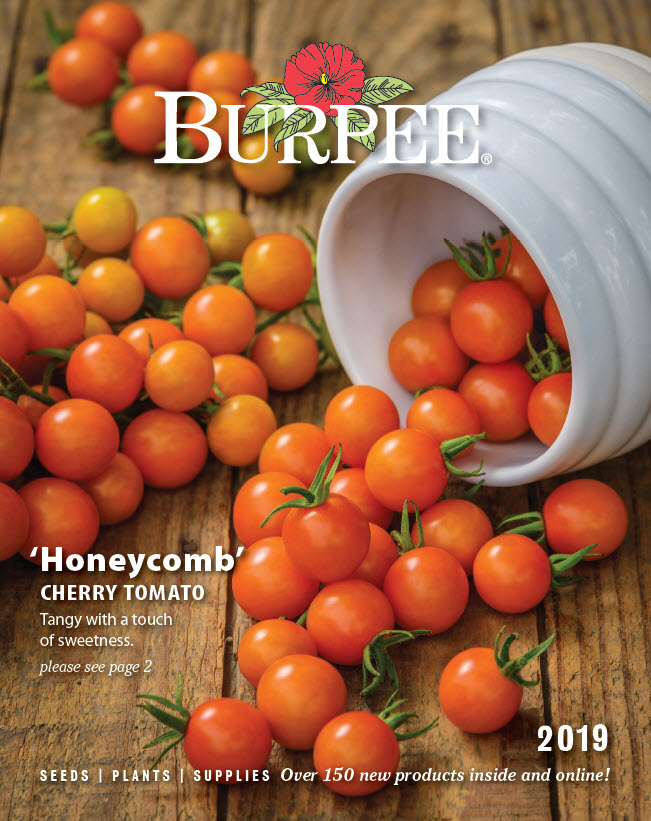 BURPEE®
‘Honeycomb’
CHERRY TOMATO
Tangy with a touch
of sweetness.
please see page 2
2019
SEEDS | PLANTS | SUPPLIES Over 150 new products inside and online!